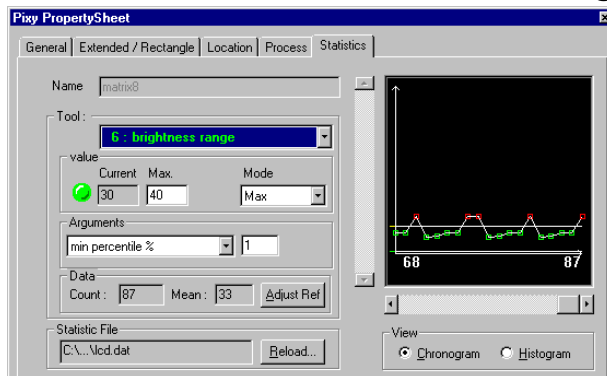 Pixy PropertySheet
General Extended / Rectangle Location Process Statistics
Name matrix8
Tool :
6 : brightness range
value
Current Max. Mode
30 40 Max
Arguments
min percentile % 1
Data
Count : 87 Mean : 33 Adjust Ref
Statistic File
C:\...\lcd.dat Reload...
68 87
View
Chronogram Histogram